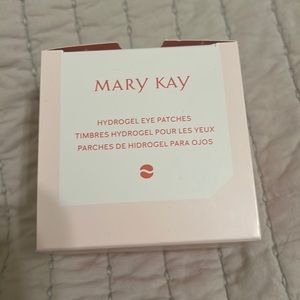 MARY KAY
HYDROGEL EYE PATCHES
TIMBRES HYDROGEL POUR LES YEUX
PARCHES DE HIDROGEL PARA OJOS